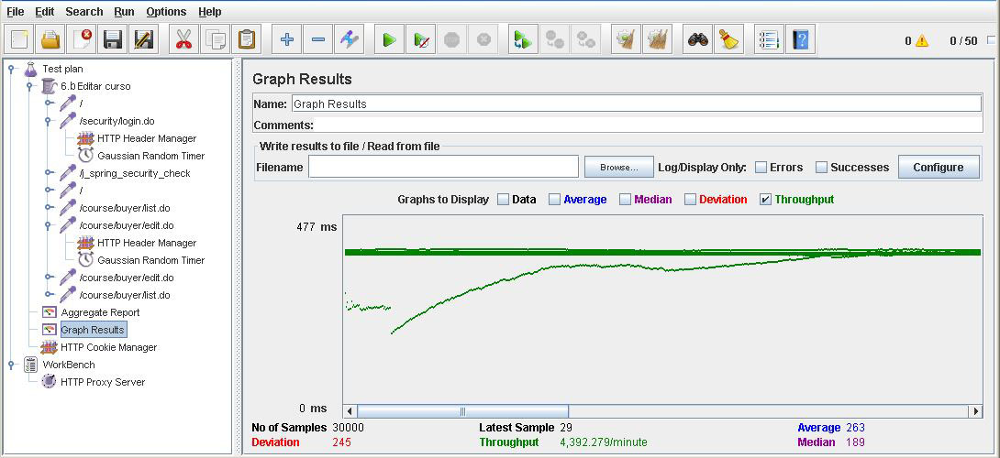 File Edit Search Run Options Help
0 0 / 50
Test plan
6.b Editar curso
/
/security/login.do
HTTP Header Manager
Gaussian Random Timer
/j_spring_security_check
/
/course/buyer/list.do
/course/buyer/edit.do
HTTP Header Manager
Gaussian Random Timer
/course/buyer/edit.do
/course/buyer/list.do
Aggregate Report
Graph Results
HTTP Cookie Manager
WorkBench
HTTP Proxy Server
Graph Results
Name: Graph Results
Comments:
Write results to file / Read from file
Filename Browse... Log/Display Only: Errors Successes Configure
Graphs to Display Data Average Median Deviation Throughput
477 ms
0 ms
No of Samples 30000 Latest Sample 29 Average 263
Deviation 245 Throughput 4,392.279/minute Median 189